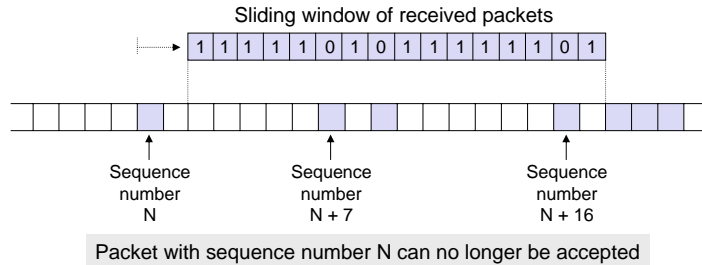 Sliding window of received packets
1 1 1 1 1 0 1 0 1 1 1 1 1 1 0 1
Sequence number N
Sequence number N + 7
Sequence number N + 16
Packet with sequence number N can no longer be accepted